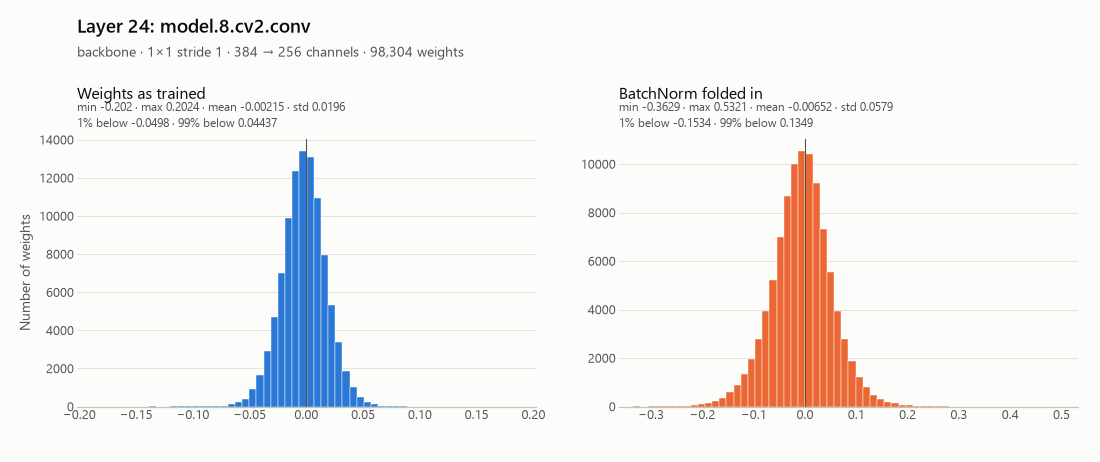 Layer 24: model.8.cv2.conv
backbone · 1×1 stride 1 · 384 → 256 channels · 98,304 weights
Weights as trained
min -0.202 · max 0.2024 · mean -0.00215 · std 0.0196
1% below -0.0498 · 99% below 0.04437
Number of weights
14000
12000
10000
8000
6000
4000
2000
0
−0.20 −0.15 −0.10 −0.05 0.00 0.05 0.10 0.15 0.20
BatchNorm folded in
min -0.3629 · max 0.5321 · mean -0.00652 · std 0.0579
1% below -0.1534 · 99% below 0.1349
10000
8000
6000
4000
2000
0
−0.3 −0.2 −0.1 0.0 0.1 0.2 0.3 0.4 0.5